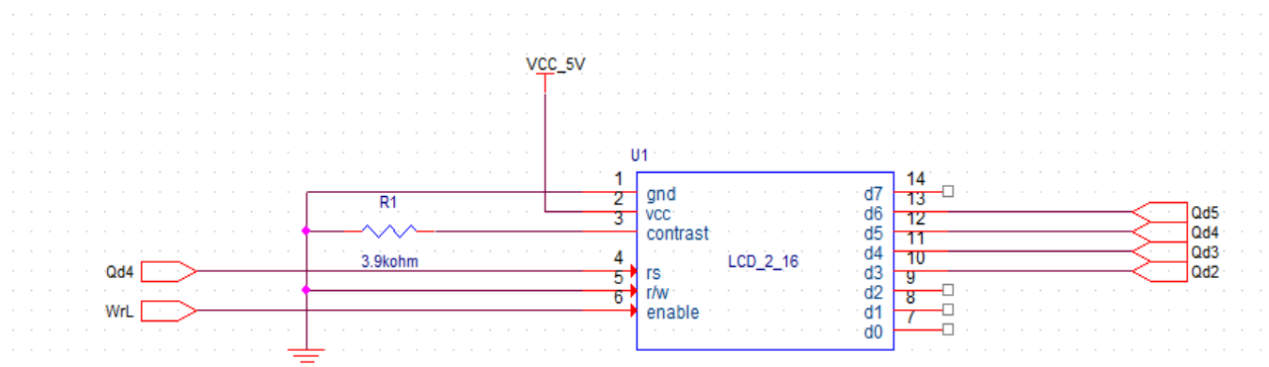 VCC_5V
U1
1 gnd
2 vcc
3 contrast
R1
3.9kohm
Qd4
4 rs
5 r/w
WrL
6 enable
LCD_2_16
14 d7
13 d6 Qd5
12 d5 Qd4
11 d4 Qd3
10 d3 Qd2
9 d2
8 d1
7 d0